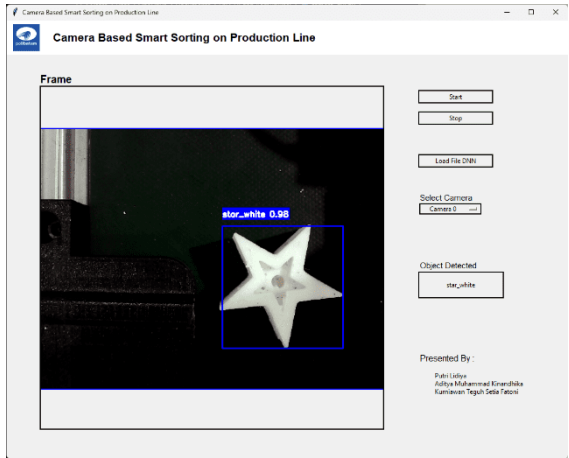 Camera Based Smart Sorting on Production Line
Camera Based Smart Sorting on Production Line
Frame
star_white 0.98
Start
Stop
Load File DNN
Select Camera
Camera 0
Object Detected
star_white
Presented By :
Putri Lidiya
Aditya Muhammad Kinandhika
Kurniawan Teguh Setia Fatoni